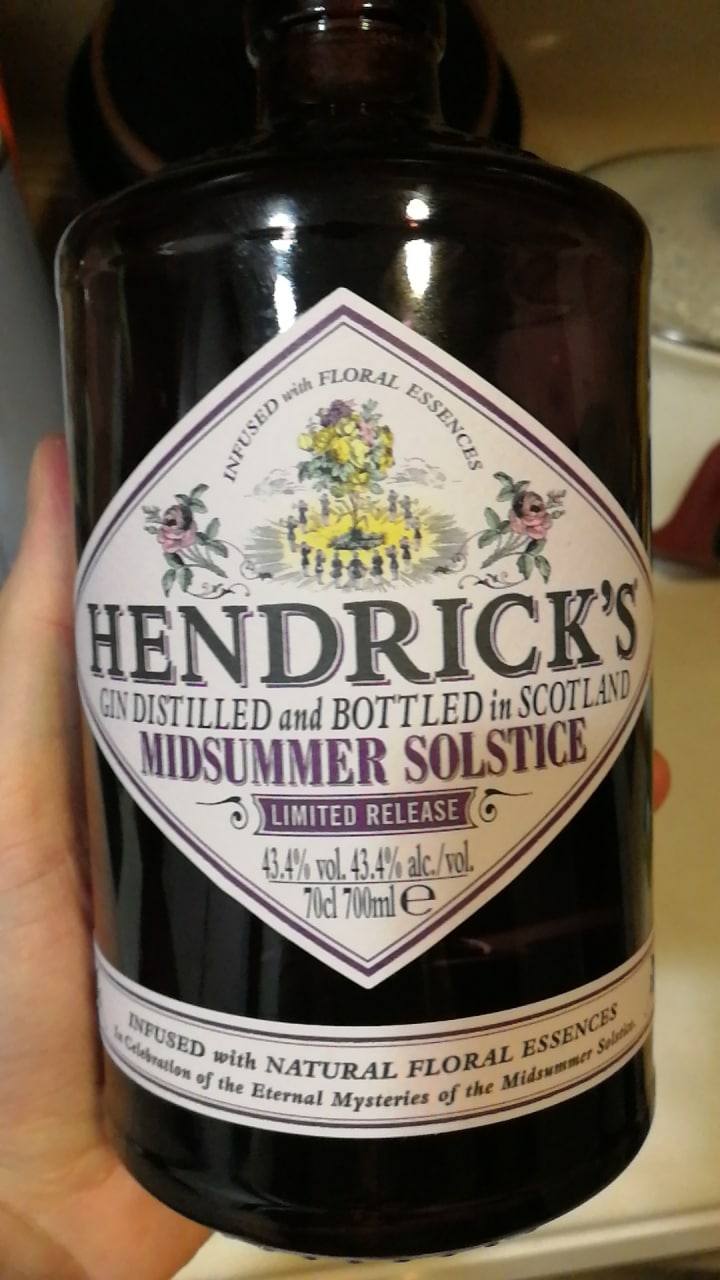 INFUSED with FLORAL ESSENCES
HENDRICK'S
GIN DISTILLED and BOTTLED in SCOTLAND
MIDSUMMER SOLSTICE
LIMITED RELEASE
43.4% vol. 43.4% alc./vol.
70cl 700ml e
INFUSED with NATURAL FLORAL ESSENCES
In Celebration of the Eternal Mysteries of the Midsummer Solstice.